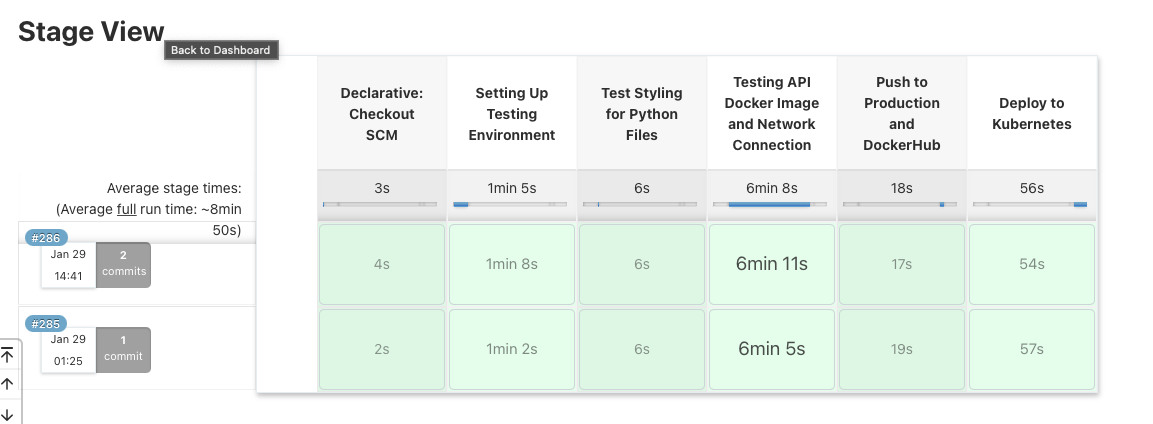 Stage View
Back to Dashboard
Declarative:
Checkout
SCM
Setting Up
Testing
Environment
Test Styling
for Python
Files
Testing API
Docker Image
and Network
Connection
Push to
Production
and
DockerHub
Deploy to
Kubernetes
Average stage times:
(Average full run time: ~8min
50s)
3s
1min 5s
6s
6min 8s
18s
56s
#286
Jan 29
14:41
2
commits
4s
1min 8s
6s
6min 11s
17s
54s
#285
Jan 29
01:25
1
commit
2s
1min 2s
6s
6min 5s
19s
57s